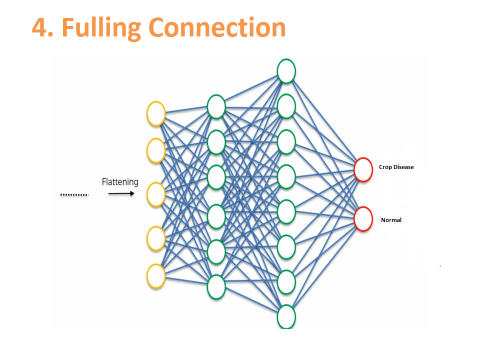 4. Fulling Connection
Flattening
Crop Disease
Normal